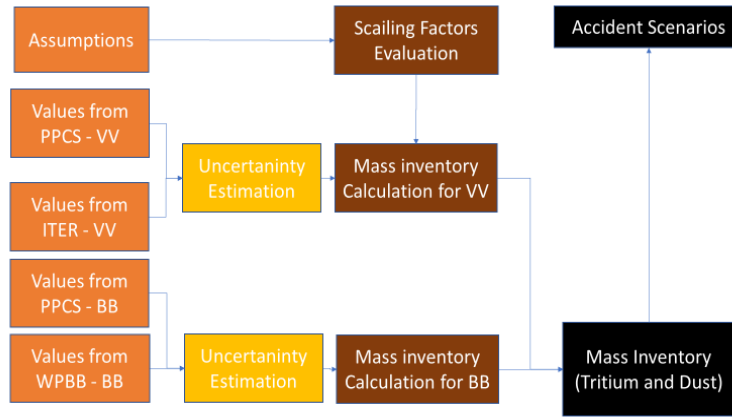 Assumptions
Scailing Factors
Evaluation
Accident Scenarios
Values from
PPCS - VV
Uncertaninty
Estimation
Mass inventory
Calculation for VV
Values from
ITER - VV
Values from
PPCS - BB
Values from
WPBB - BB
Uncertaninty
Estimation
Mass inventory
Calculation for BB
Mass Inventory
(Tritium and Dust)